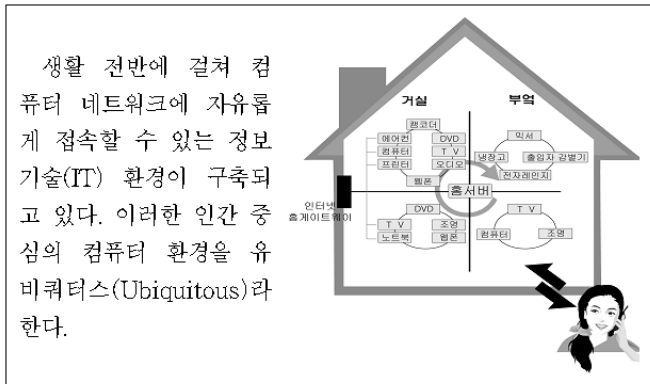 생활 전반에 걸쳐 컴
퓨터 네트워크에 자유롭
게 접속할 수 있는 정보
기술(IT) 환경이 구축되
고 있다. 이러한 인간 중
심의 컴퓨터 환경을 유
비쿼터스(Ubiquitous)라
한다.
거실
부엌
캠코더
에어컨
DVD
컴퓨터
T V
프린터
오디오
웹폰
믹서
냉장고
출입자 감별기
전자레인지
홈서버
인터넷
홈게이트웨이
DVD
T V
조명
노트북
웹폰
T V
컴퓨터
조명